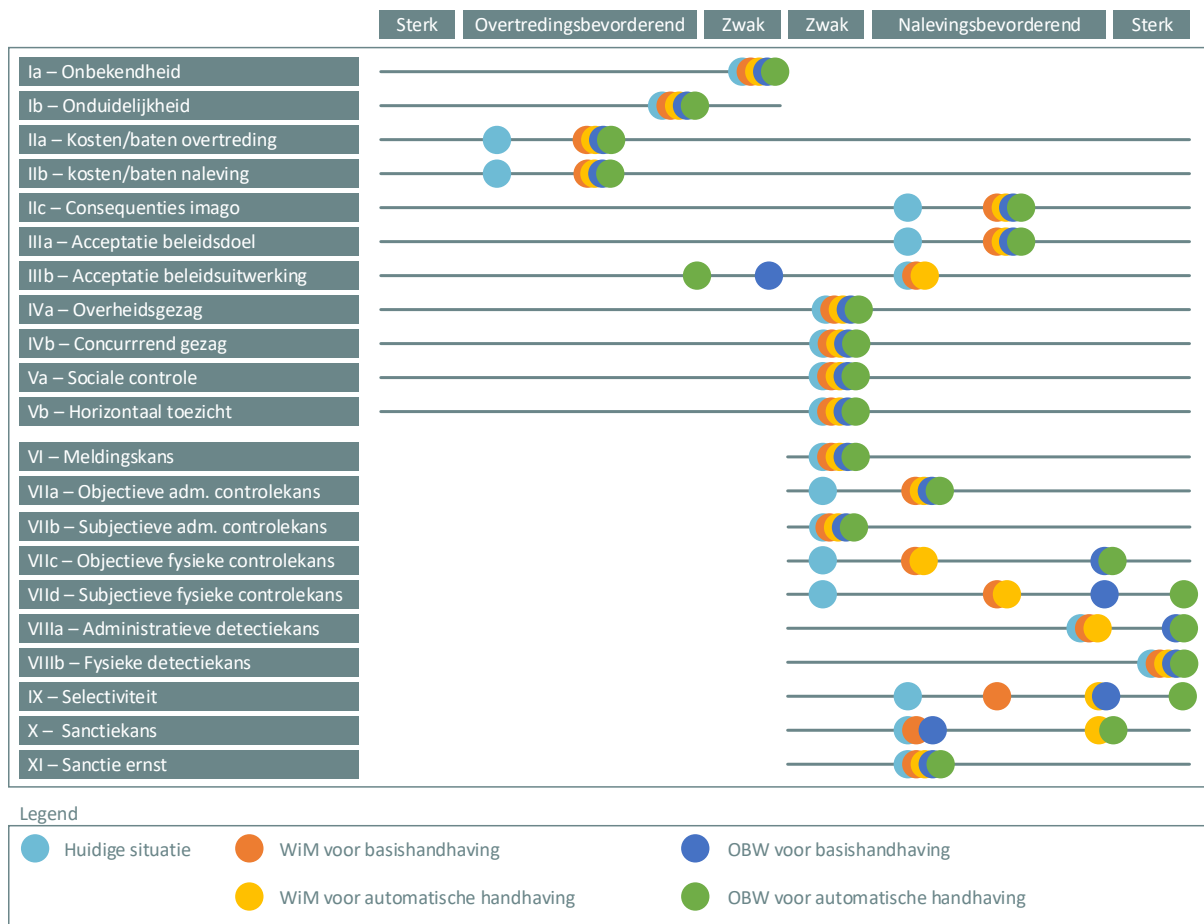 Sterk Overtredingsbevorderend Zwak Zwak Nalevingsbevorderend Sterk
Ia – Onbekendheid
Ib – Onduidelijkheid
IIa – Kosten/baten overtreding
IIb – kosten/baten naleving
IIc – Consequenties imago
IIIa – Acceptatie beleidsdoel
IIIb – Acceptatie beleidsuitwerking
IVa – Overheidsgezag
IVb – Concurrrend gezag
Va – Sociale controle
Vb – Horizontaal toezicht
VI – Meldingskans
VIIa – Objectieve adm. controlekans
VIIb – Subjectieve adm. controlekans
VIIc – Objectieve fysieke controlekans
VIId – Subjectieve fysieke controlekans
VIIIa – Administratieve detectiekans
VIIIb – Fysieke detectiekans
IX – Selectiviteit
X – Sanctiekans
XI – Sanctie ernst
Legend
Huidige situatie WiM voor basishandhaving OBW voor basishandhaving
WiM voor automatische handhaving OBW voor automatische handhaving